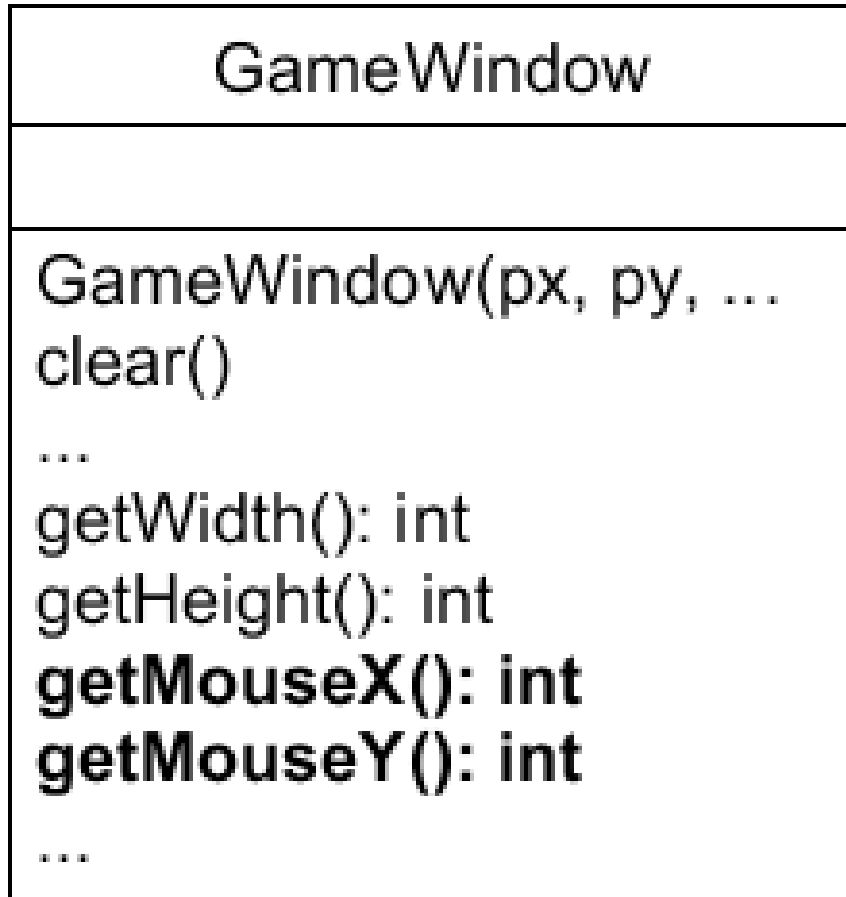 GameWindow
GameWindow(px, py, ...
clear()
...
getWidth(): int
getHeight(): int
getMouseX(): int
getMouseY(): int
...